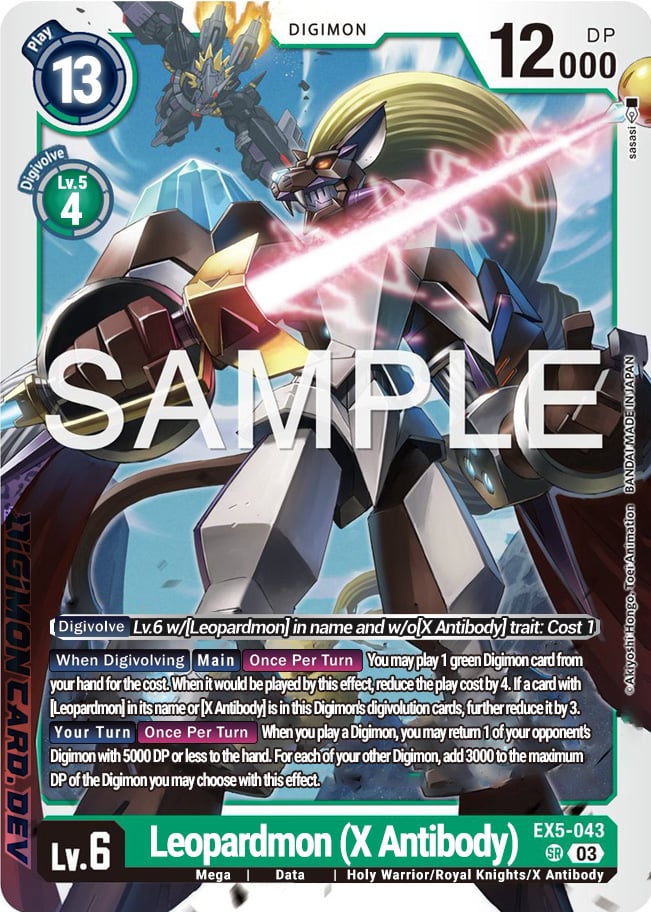 Play
13
DIGIMON
DP
12000
Digivolve
Lv.5
4
sasasi
SAMPLE
©Akiyoshi Hongo, Toei Animation BANDAI MADE IN JAPAN
DIGIMON CARD.DEV
Digivolve Lv.6 w/[Leopardmon] in name and w/o[X Antibody] trait: Cost 1
When Digivolving Main Once Per Turn You may play 1 green Digimon card from
your hand for the cost. When it would be played by this effect, reduce the play cost by 4. If a card with
[Leopardmon] in its name or [X Antibody] is in this Digimon's digivolution cards, further reduce it by 3.
Your Turn Once Per Turn When you play a Digimon, you may return 1 of your opponent's
Digimon with 5000 DP or less to the hand. For each of your other Digimon, add 3000 to the maximum
DP of the Digimon you may choose with this effect.
Lv.6
Leopardmon (X Antibody)
EX5-043
SR 03
Mega | Data | Holy Warrior/Royal Knights/X Antibody